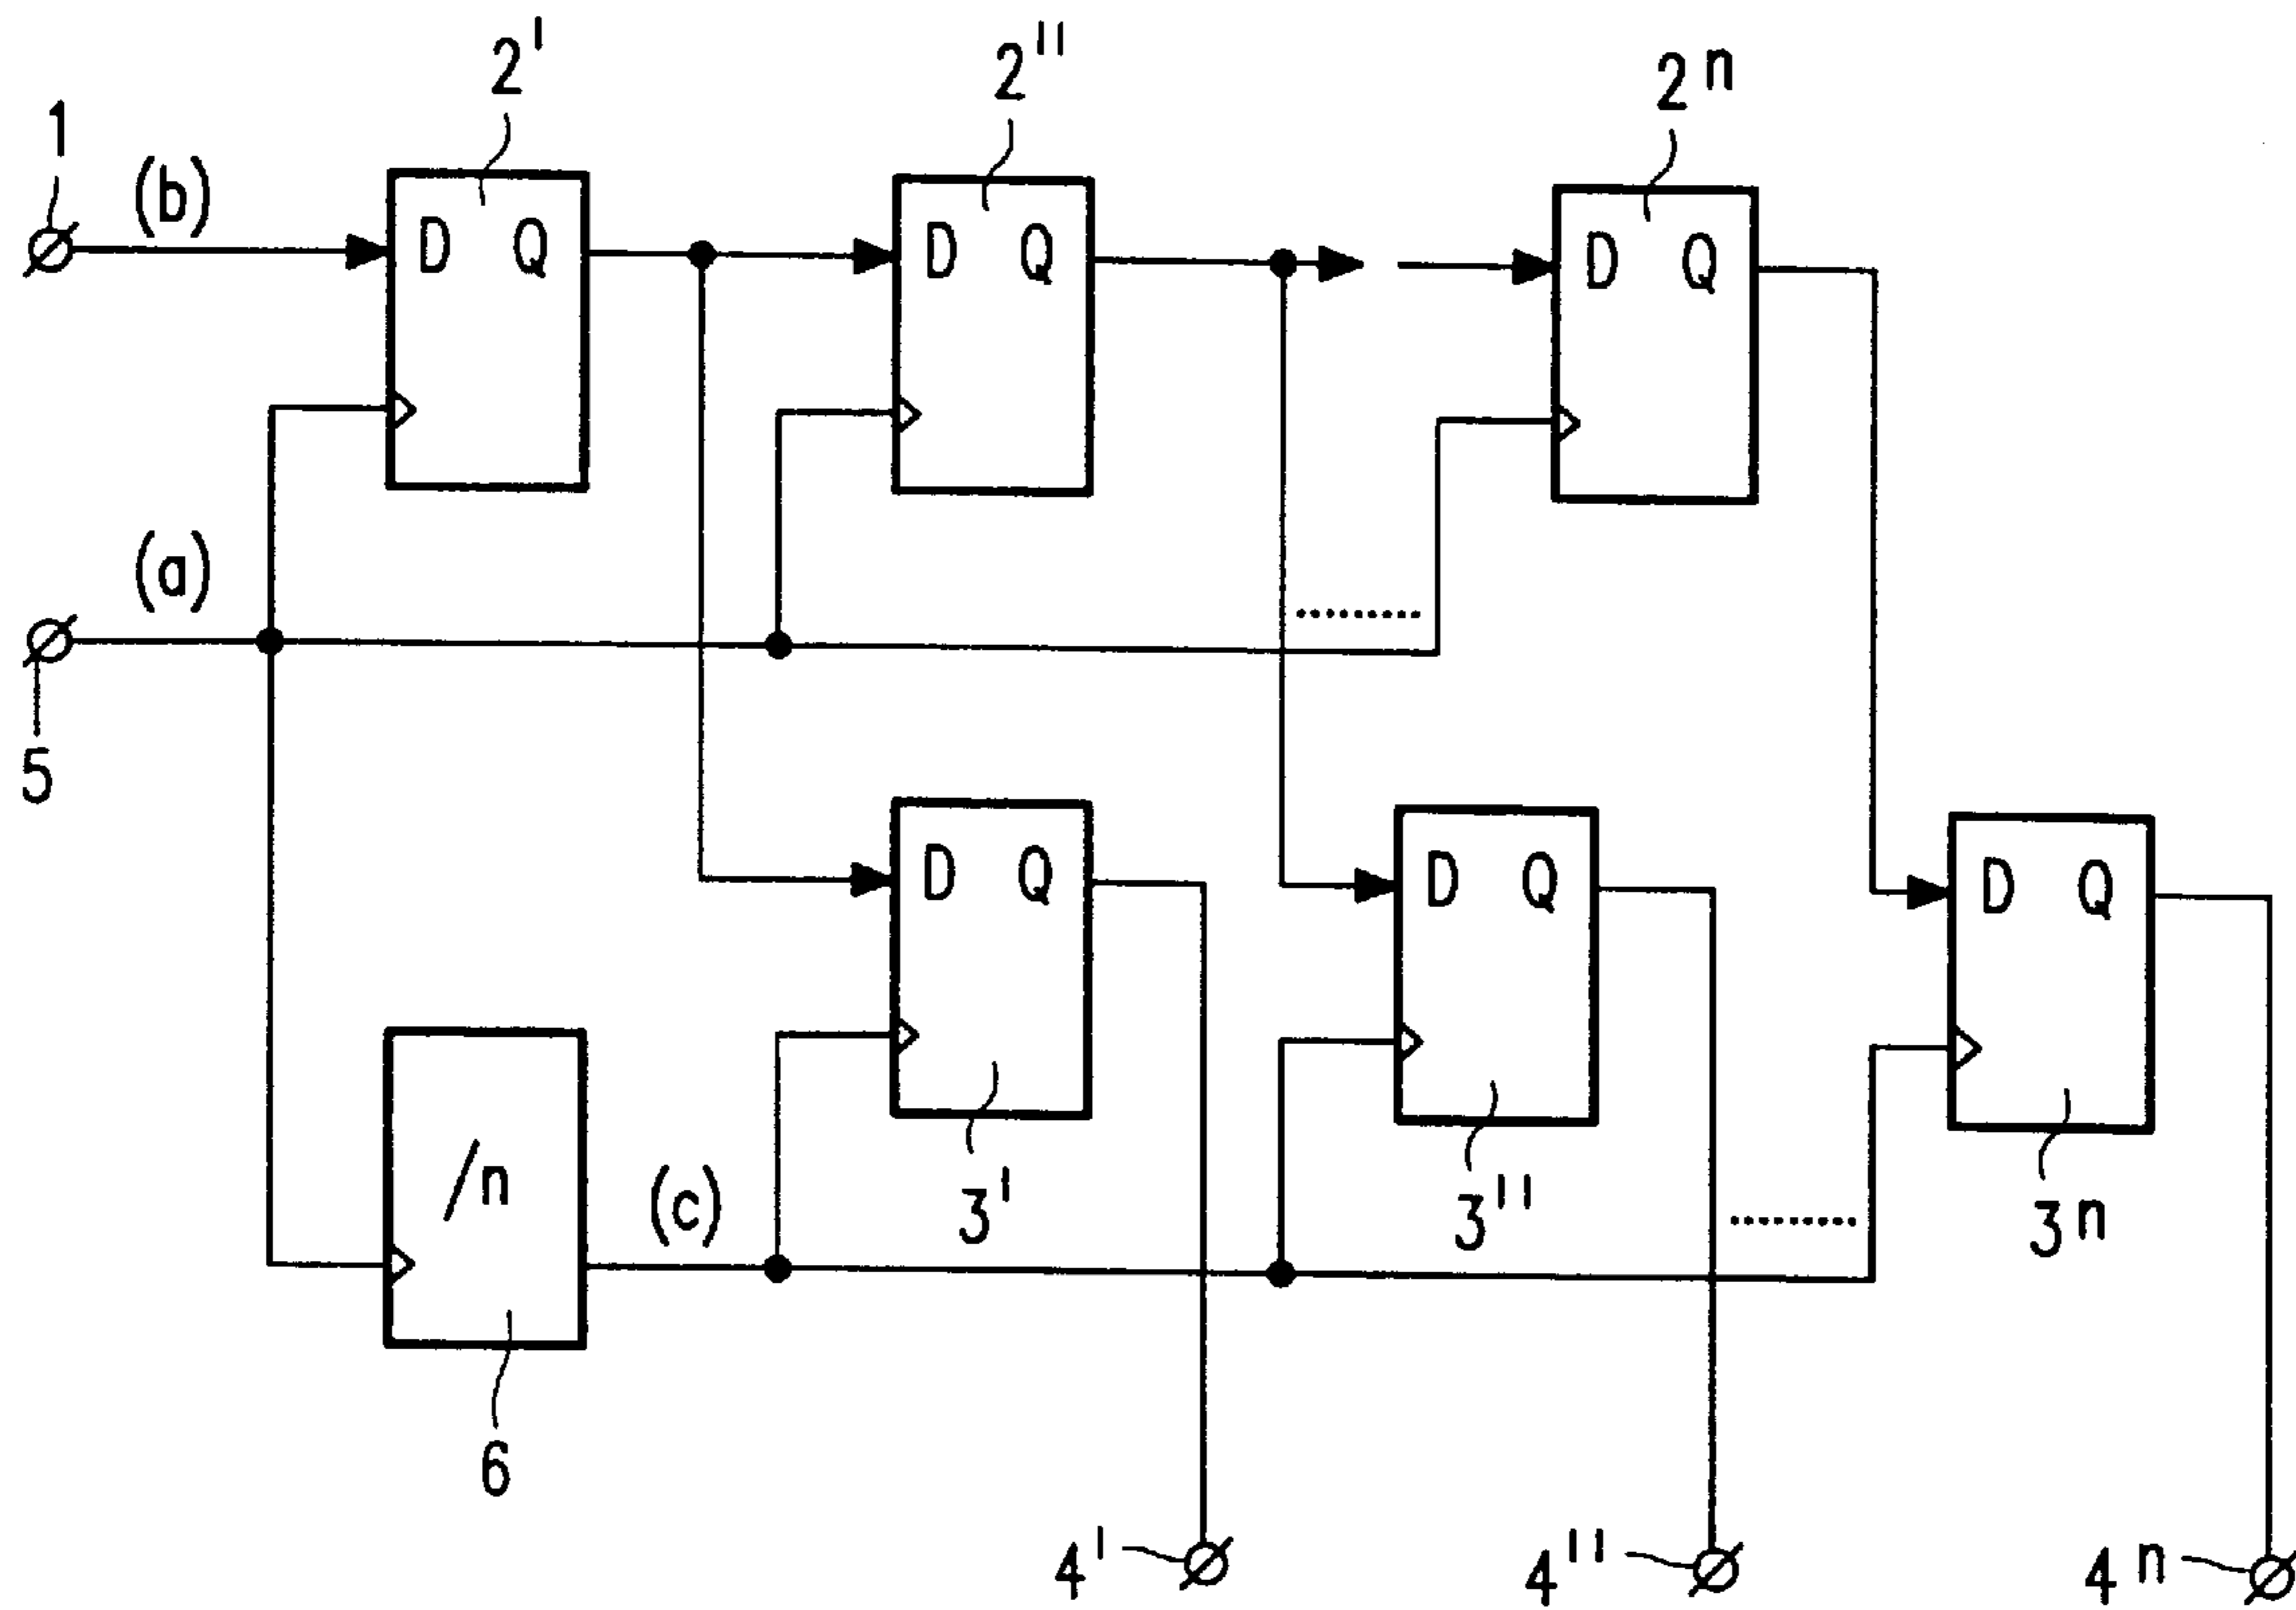 2' 2'' 2ⁿ
1 (b)
D Q D Q D Q
(a)
5
D Q D Q D Q
/n (c) 3' 3'' 3ⁿ
6
4' 4'' 4ⁿ